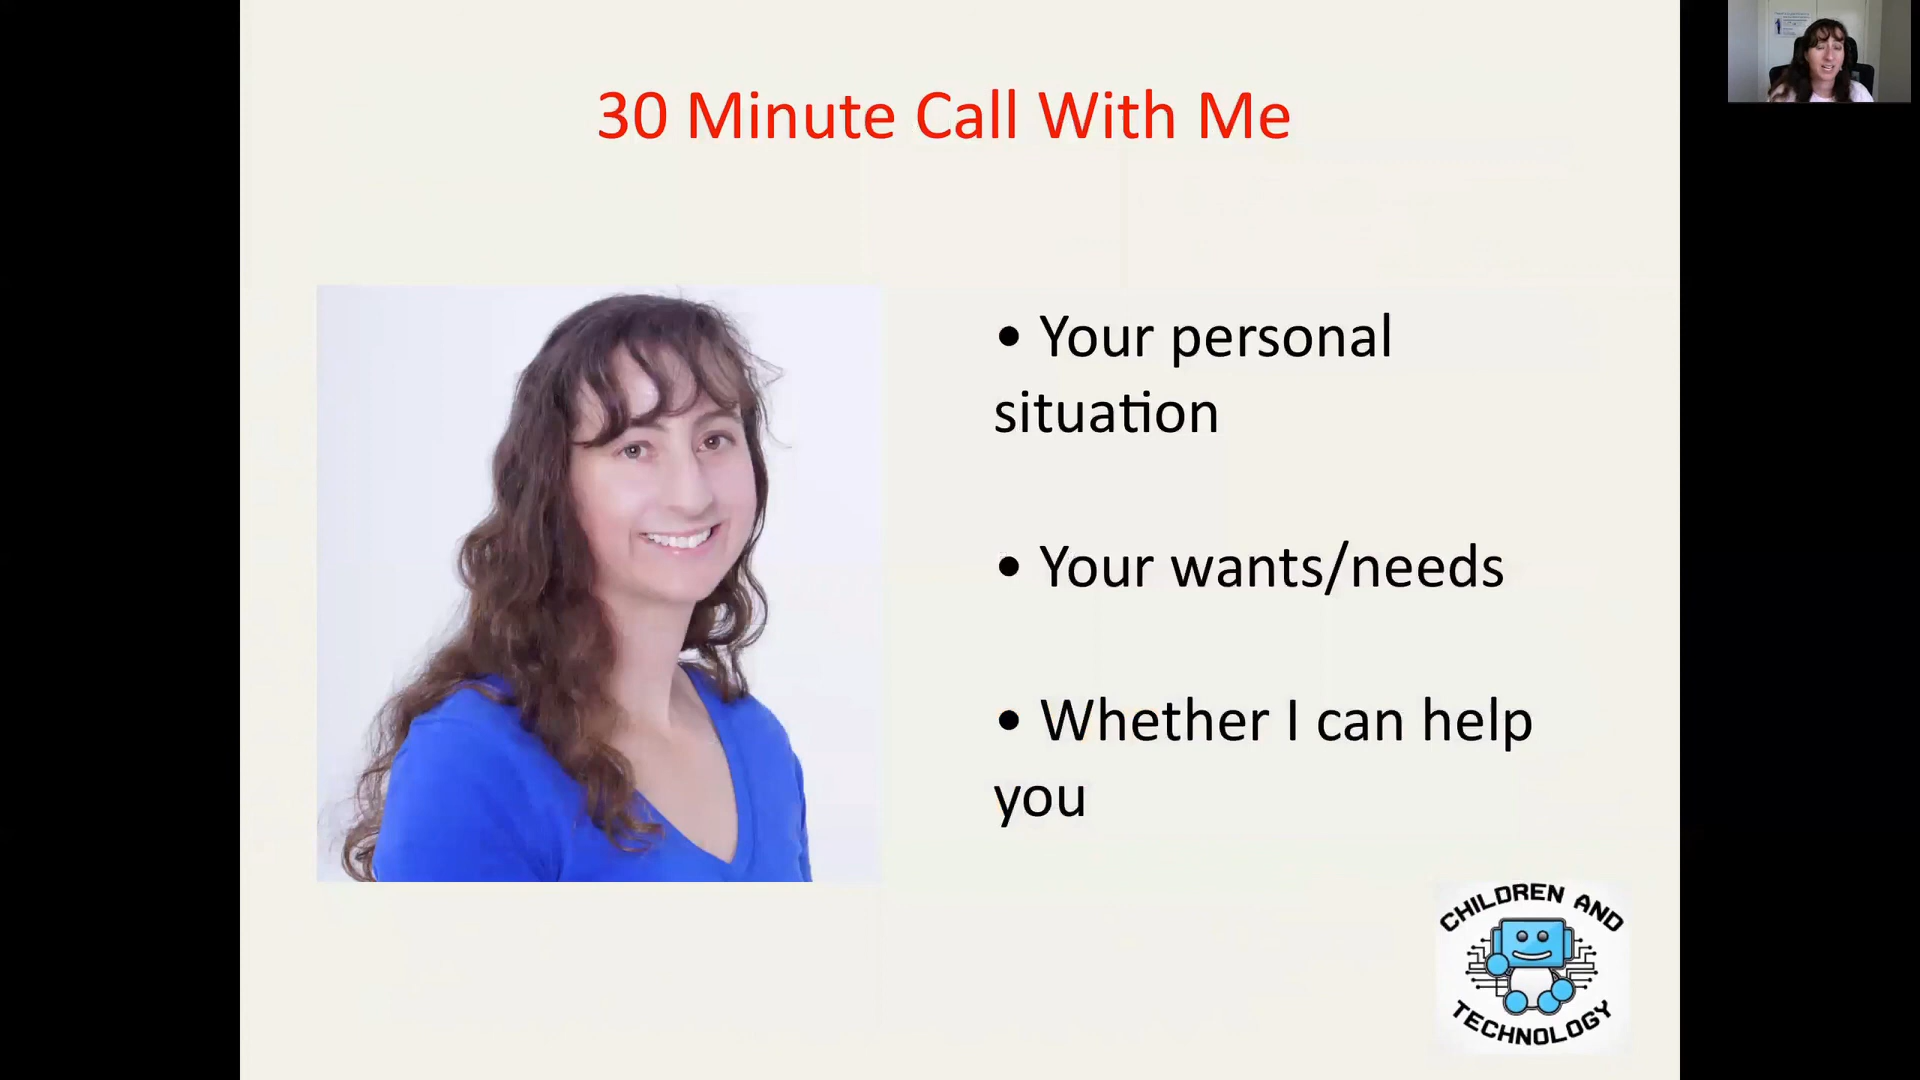 30 Minute Call With Me
• Your personal
situation
• Your wants/needs
• Whether I can help
you
CHILDREN AND
TECHNOLOGY